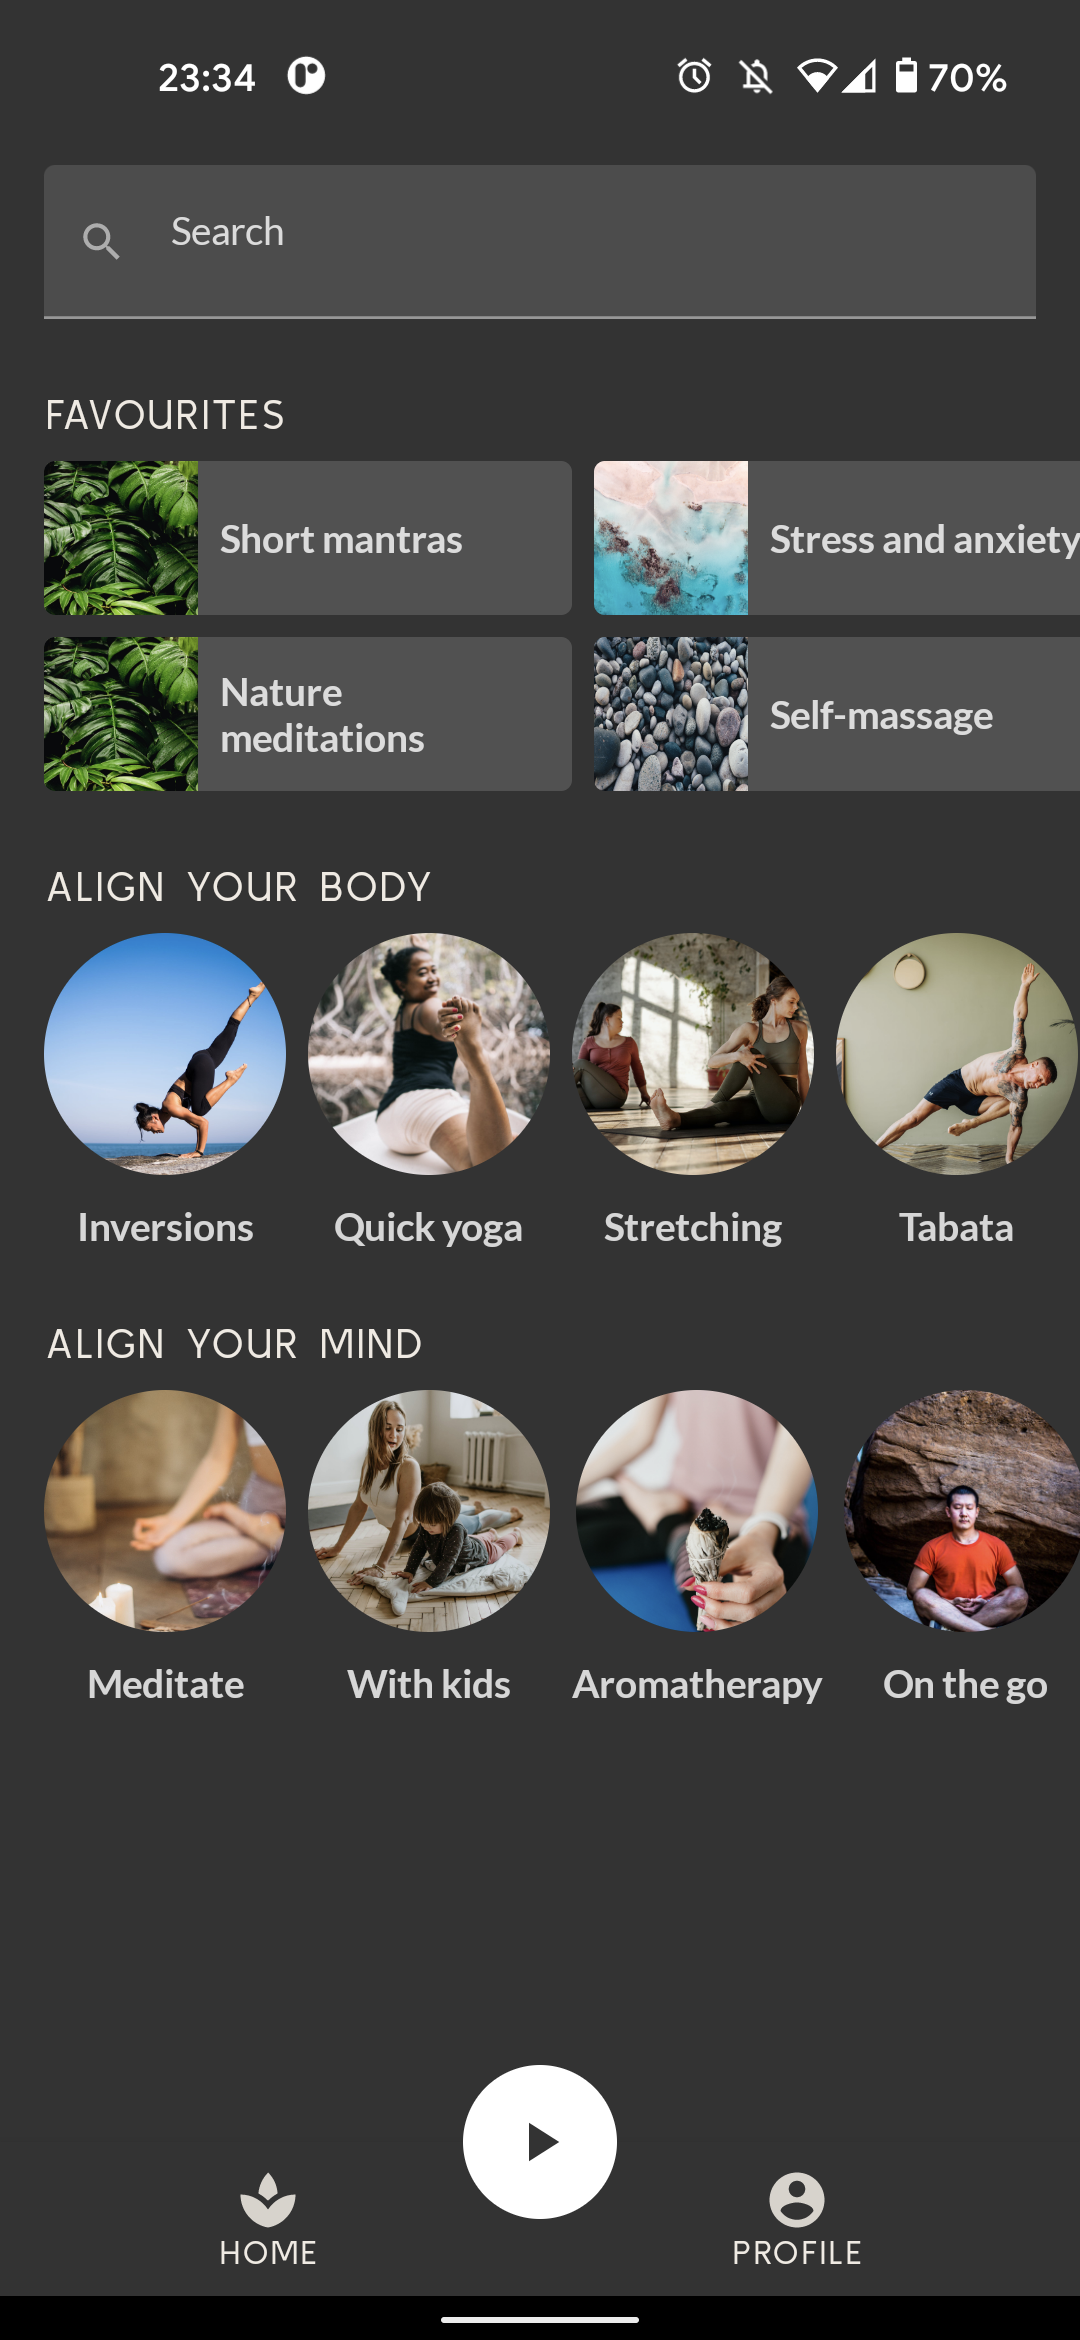 23:34
70%
Search
FAVOURITES
Short mantras
Stress and anxiety
Nature
meditations
Self-massage
ALIGN YOUR BODY
Inversions
Quick yoga
Stretching
Tabata
ALIGN YOUR MIND
Meditate
With kids
Aromatherapy
On the go
HOME
PROFILE